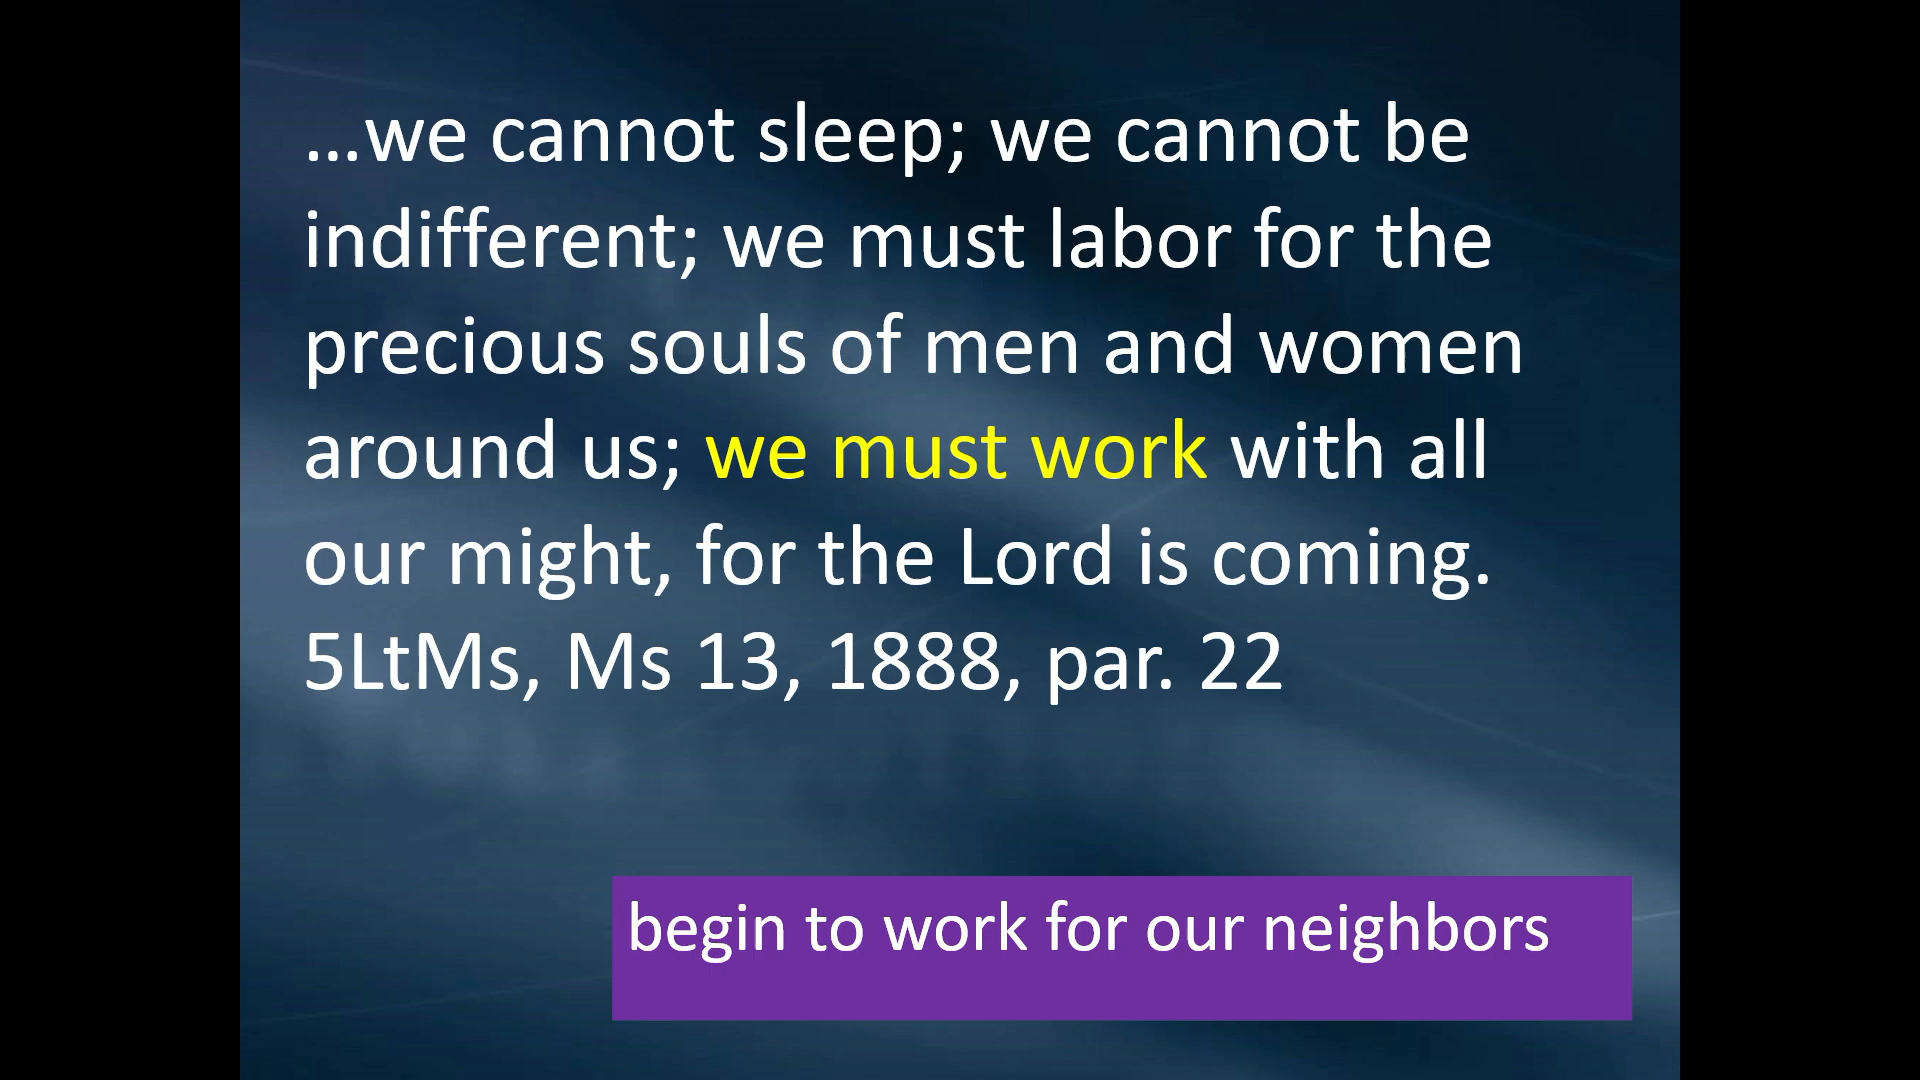 …we cannot sleep; we cannot be
indifferent; we must labor for the
precious souls of men and women
around us; we must work with all
our might, for the Lord is coming.
5LtMs, Ms 13, 1888, par. 22
begin to work for our neighbors